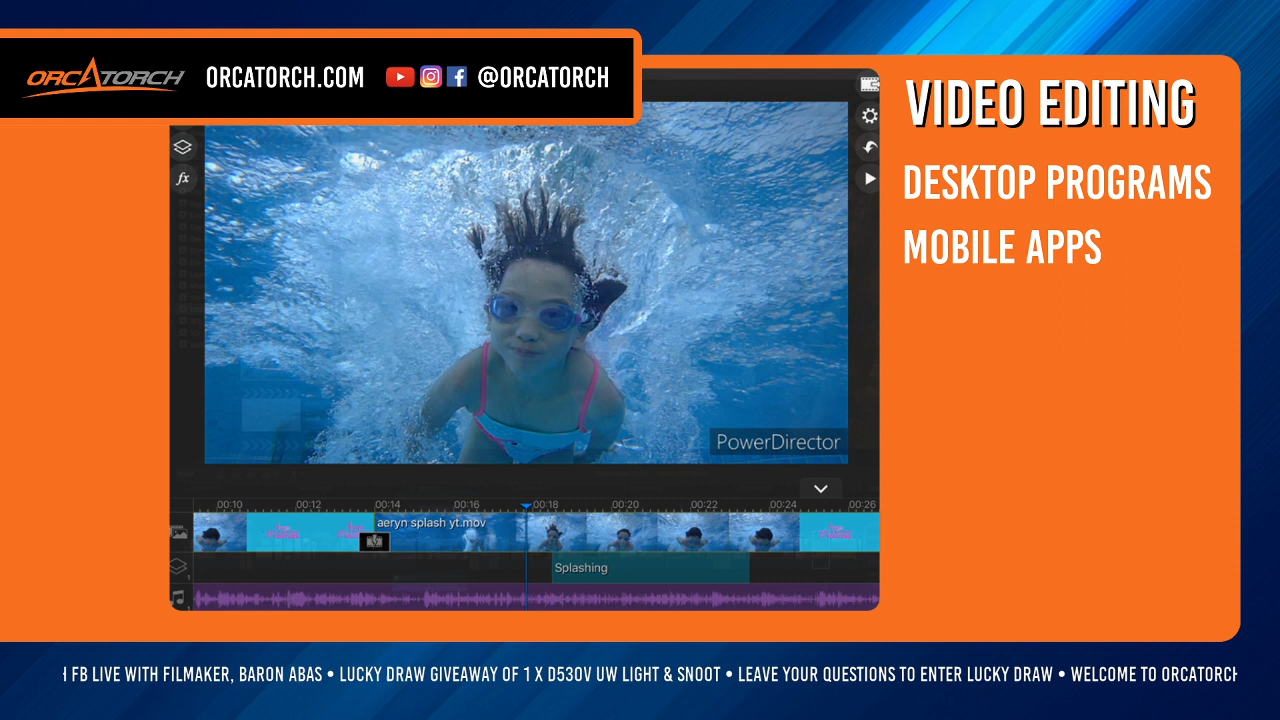 ORCATORCH
ORCATORCH.COM
@ORCATORCH
VIDEO EDITING
DESKTOP PROGRAMS
MOBILE APPS
fx
PowerDirector
00:10 00:12 00:14 00:16 00:18 00:20 00:22 00:24 00:26
aeryn splash yt.mov
Splashing
FB LIVE WITH FILMAKER, BARON ABAS • LUCKY DRAW GIVEAWAY OF 1 X D530V UW LIGHT & SNOOT • LEAVE YOUR QUESTIONS TO ENTER LUCKY DRAW • WELCOME TO ORCATORCH